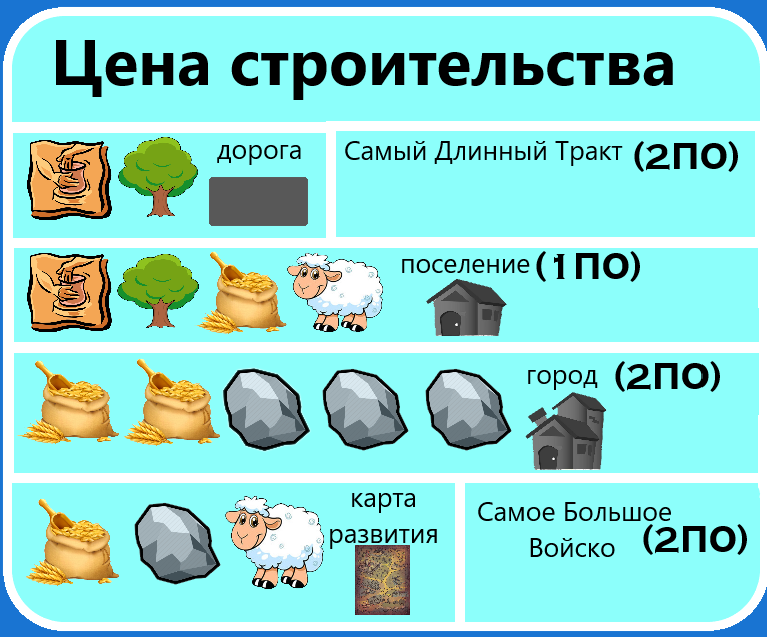 Цена строительства
дорога
Самый Длинный Тракт (2ПО)
поселение (1ПО)
город (2ПО)
карта
развития
Самое Большое
Войско (2ПО)